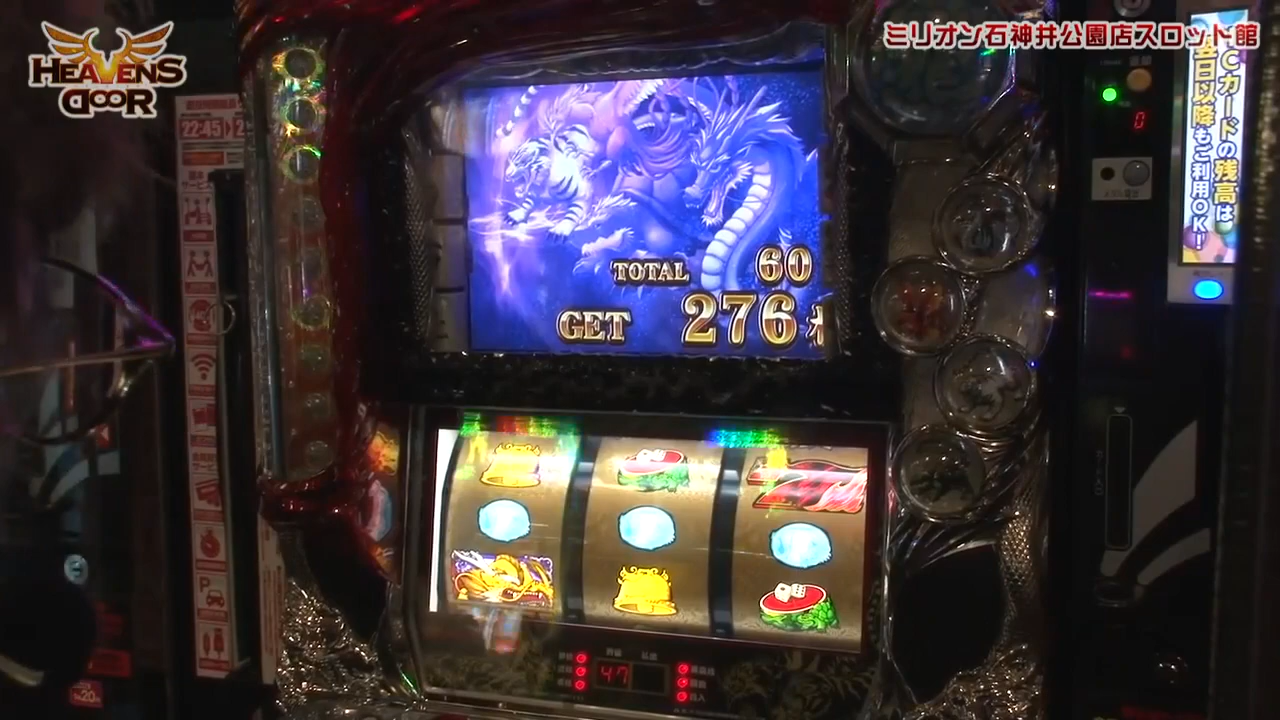 HEAVENS DOOR
ミリオン石神井公園店スロット館
22:45
Cカードの残高は
翌日以降もご利用OK!
0
TOTAL 60
GET 276
47
P